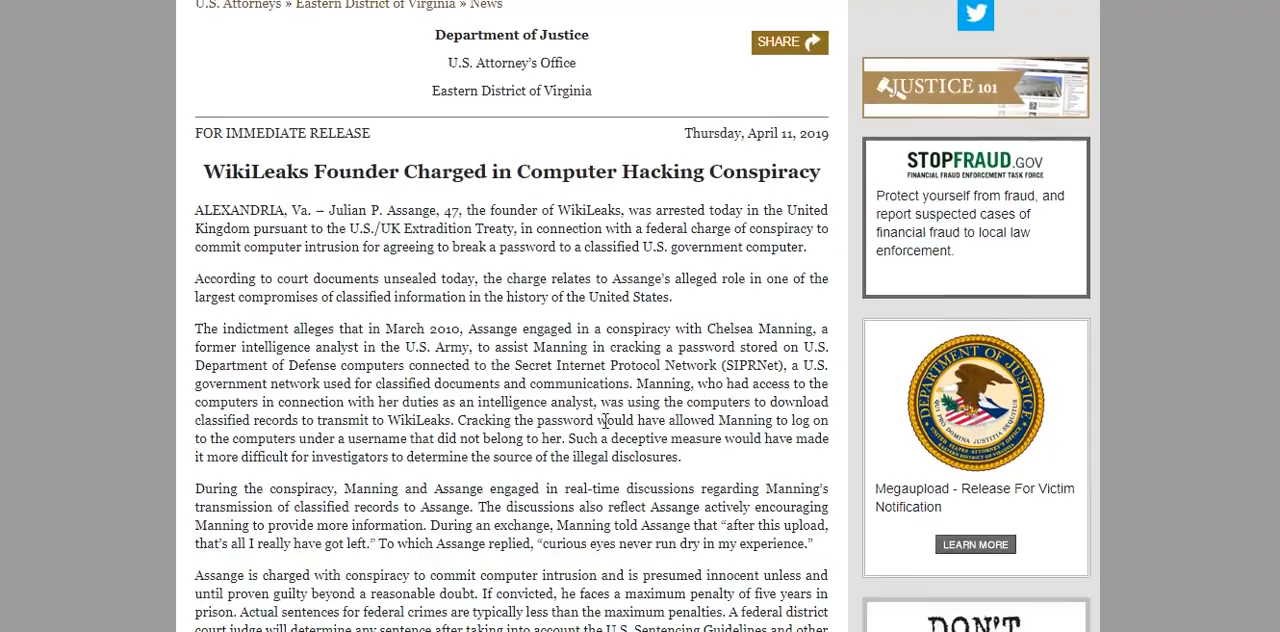 U.S. Attorneys » Eastern District of Virginia » News
Department of Justice
SHARE
U.S. Attorney's Office
Eastern District of Virginia
FOR IMMEDIATE RELEASE
Thursday, April 11, 2019
WikiLeaks Founder Charged in Computer Hacking Conspiracy
ALEXANDRIA, Va. – Julian P. Assange, 47, the founder of WikiLeaks, was arrested today in the United
Kingdom pursuant to the U.S./UK Extradition Treaty, in connection with a federal charge of conspiracy to
commit computer intrusion for agreeing to break a password to a classified U.S. government computer.
According to court documents unsealed today, the charge relates to Assange's alleged role in one of the
largest compromises of classified information in the history of the United States.
The indictment alleges that in March 2010, Assange engaged in a conspiracy with Chelsea Manning, a
former intelligence analyst in the U.S. Army, to assist Manning in cracking a password stored on U.S.
Department of Defense computers connected to the Secret Internet Protocol Network (SIPRNet), a U.S.
government network used for classified documents and communications. Manning, who had access to the
computers in connection with her duties as an intelligence analyst, was using the computers to download
classified records to transmit to WikiLeaks. Cracking the password would have allowed Manning to log on
to the computers under a username that did not belong to her. Such a deceptive measure would have made
it more difficult for investigators to determine the source of the illegal disclosures.
During the conspiracy, Manning and Assange engaged in real-time discussions regarding Manning's
transmission of classified records to Assange. The discussions also reflect Assange actively encouraging
Manning to provide more information. During an exchange, Manning told Assange that “after this upload,
that's all I really have got left.” To which Assange replied, “curious eyes never run dry in my experience.”
Assange is charged with conspiracy to commit computer intrusion and is presumed innocent unless and
until proven guilty beyond a reasonable doubt. If convicted, he faces a maximum penalty of five years in
prison. Actual sentences for federal crimes are typically less than the maximum penalties. A federal district
court judge will determine any sentence after taking into account the U.S. Sentencing Guidelines and other
JUSTICE 101
STOPFRAUD.GOV
FINANCIAL FRAUD ENFORCEMENT TASK FORCE
Protect yourself from fraud, and
report suspected cases of
financial fraud to local law
enforcement.
DEPARTMENT OF JUSTICE
QUI PRO DOMINA JUSTITIA SEQUITUR
Megaupload - Release For Victim
Notification
LEARN MORE
DON'T